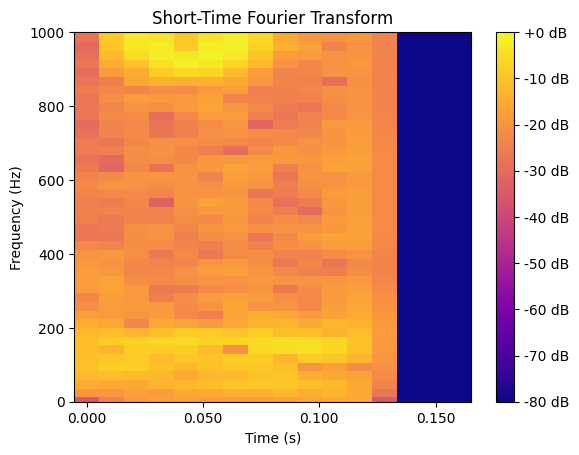 Short-Time Fourier Transform
1000
800
600
400
200
0
Frequency (Hz)
0.000
0.050
0.100
0.150
Time (s)
+0 dB
-10 dB
-20 dB
-30 dB
-40 dB
-50 dB
-60 dB
-70 dB
-80 dB